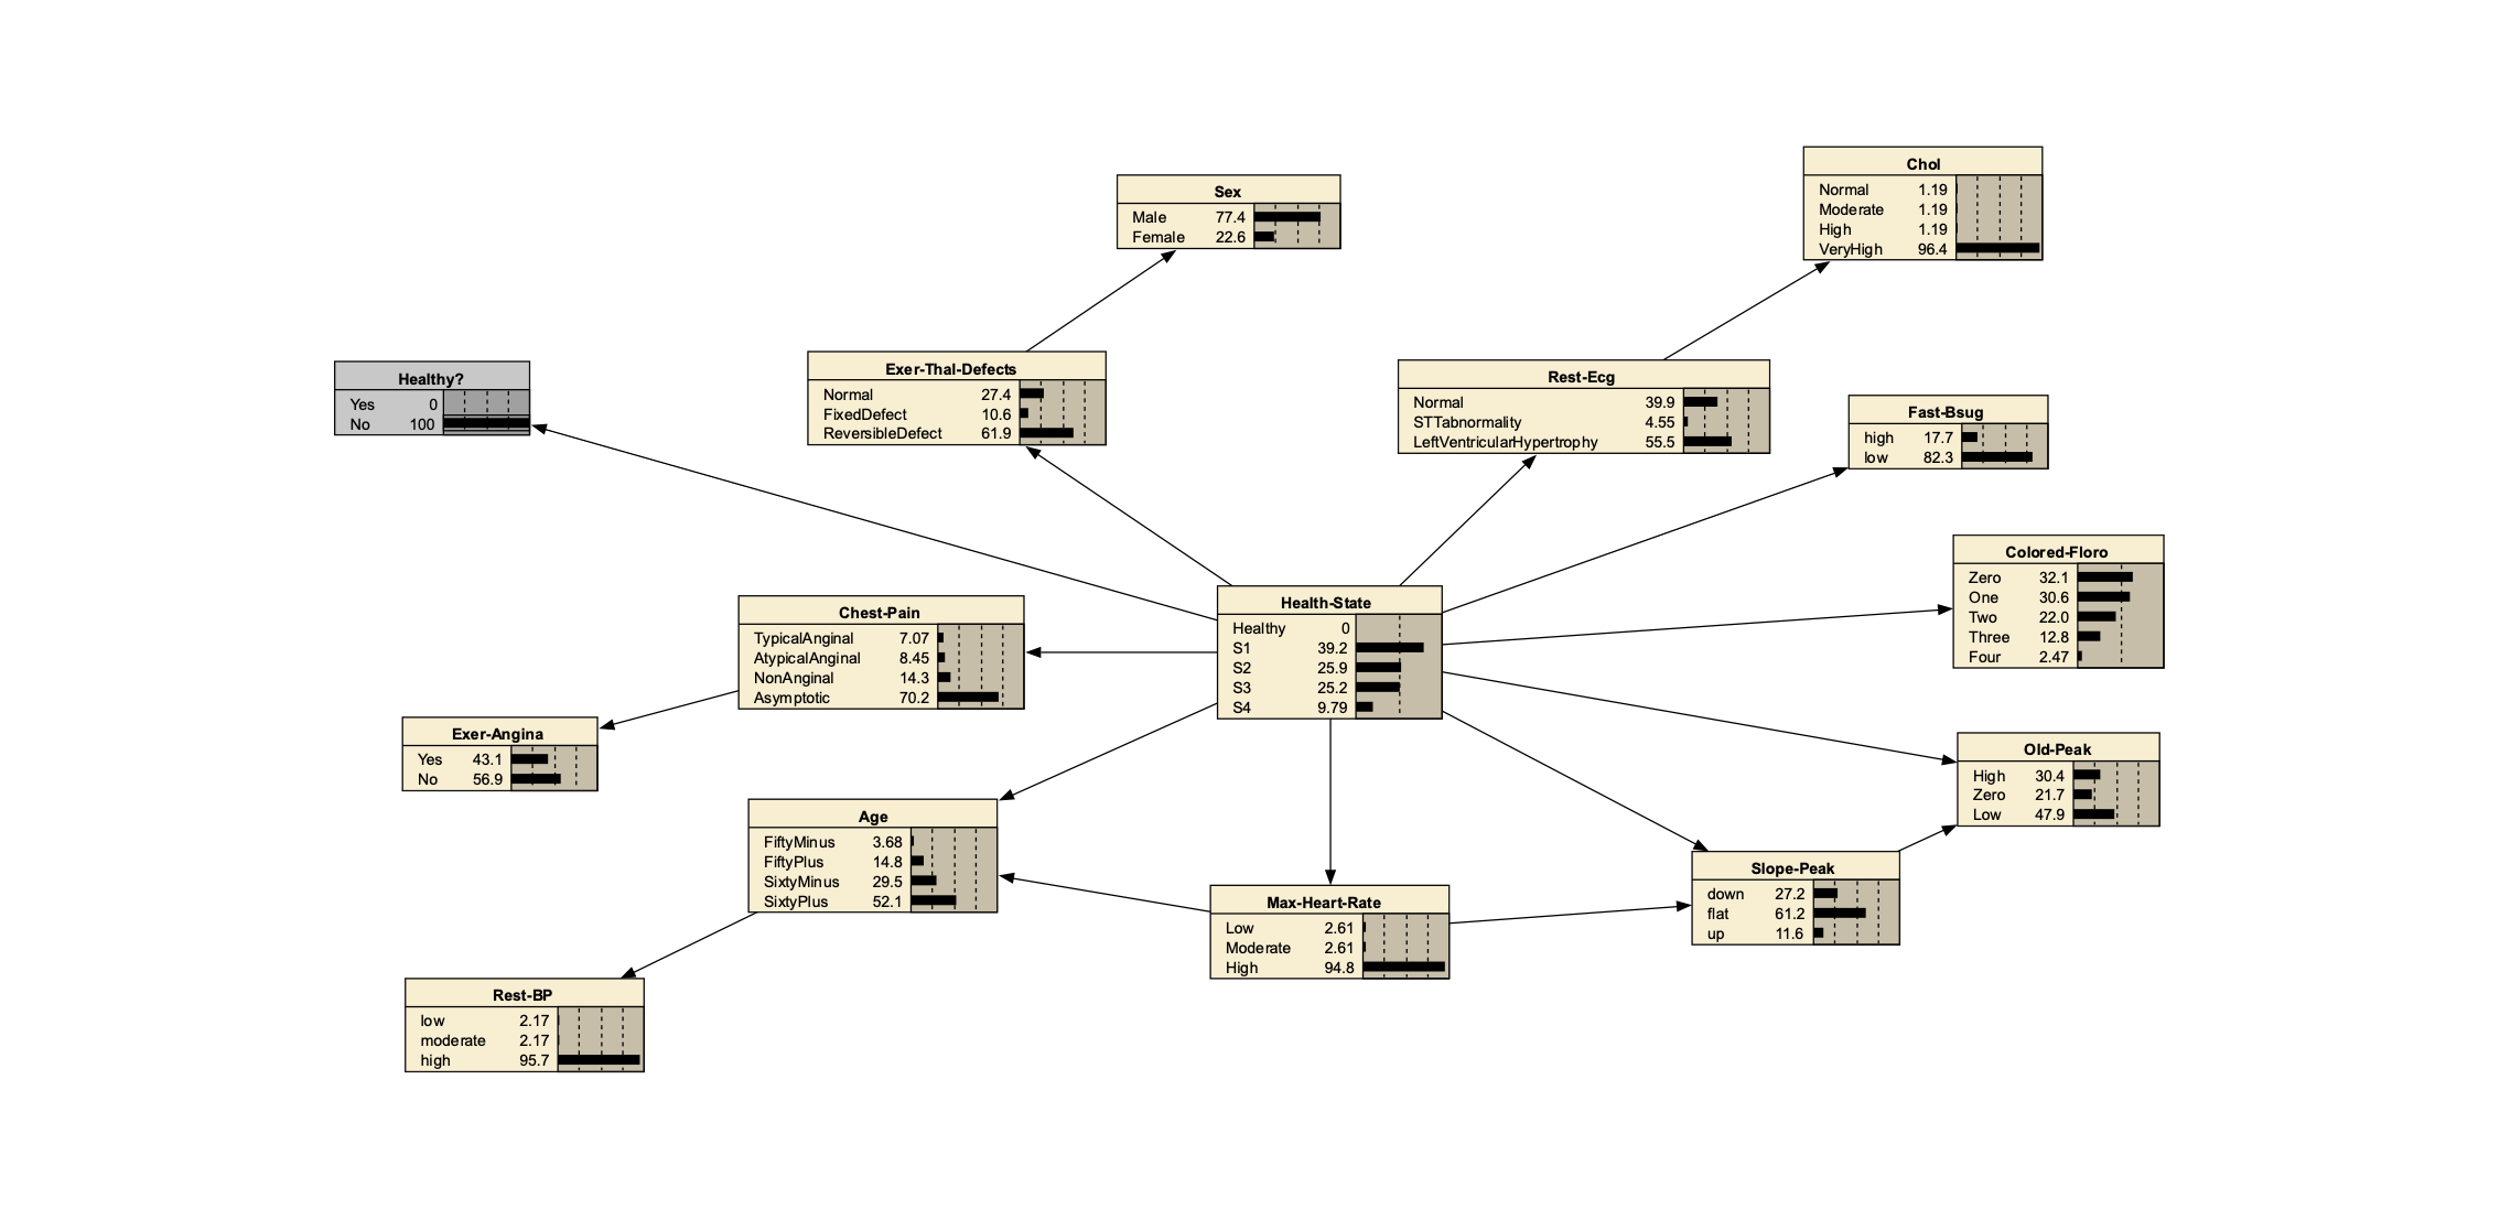 Chol
Normal 1.19
Moderate 1.19
High 1.19
VeryHigh 96.4
Sex
Male 77.4
Female 22.6
Healthy?
Yes 0
No 100
Exer-Thal-Defects
Normal 27.4
FixedDefect 10.6
ReversibleDefect 61.9
Rest-Ecg
Normal 39.9
STTabnormality 4.55
LeftVentricularHypertrophy 55.5
Fast-Bsug
high 17.7
low 82.3
Colored-Floro
Zero 32.1
One 30.6
Two 22.0
Three 12.8
Four 2.47
Chest-Pain
TypicalAnginal 7.07
AtypicalAnginal 8.45
NonAnginal 14.3
Asymptotic 70.2
Health-State
Healthy 0
S1 39.2
S2 25.9
S3 25.2
S4 9.79
Exer-Angina
Yes 43.1
No 56.9
Old-Peak
High 30.4
Zero 21.7
Low 47.9
Age
FiftyMinus 3.68
FiftyPlus 14.8
SixtyMinus 29.5
SixtyPlus 52.1
Max-Heart-Rate
Low 2.61
Moderate 2.61
High 94.8
Slope-Peak
down 27.2
flat 61.2
up 11.6
Rest-BP
low 2.17
moderate 2.17
high 95.7